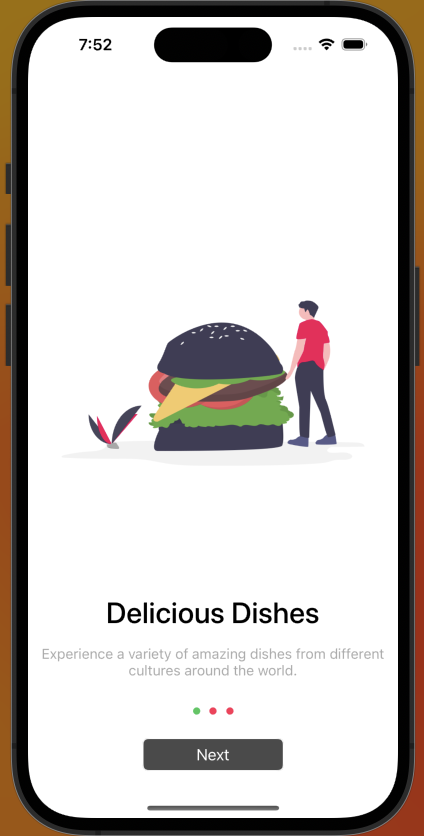 7:52
Delicious Dishes
Experience a variety of amazing dishes from different
cultures around the world.
Next